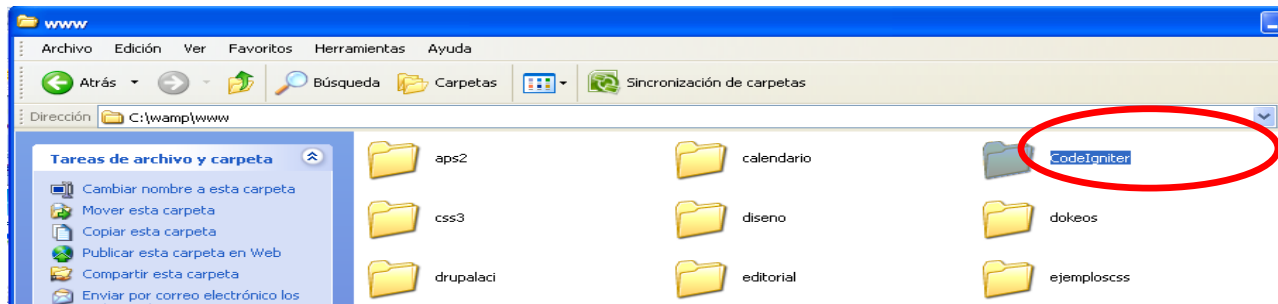 www
Archivo Edición Ver Favoritos Herramientas Ayuda
Atrás Búsqueda Carpetas Sincronización de carpetas
Dirección C:\wamp\www
Tareas de archivo y carpeta
Cambiar nombre a esta carpeta
Mover esta carpeta
Copiar esta carpeta
Publicar esta carpeta en Web
Compartir esta carpeta
Enviar por correo electrónico los
aps2 calendario CodeIgniter
css3 diseno dokeos
drupalaci editorial ejemploscss